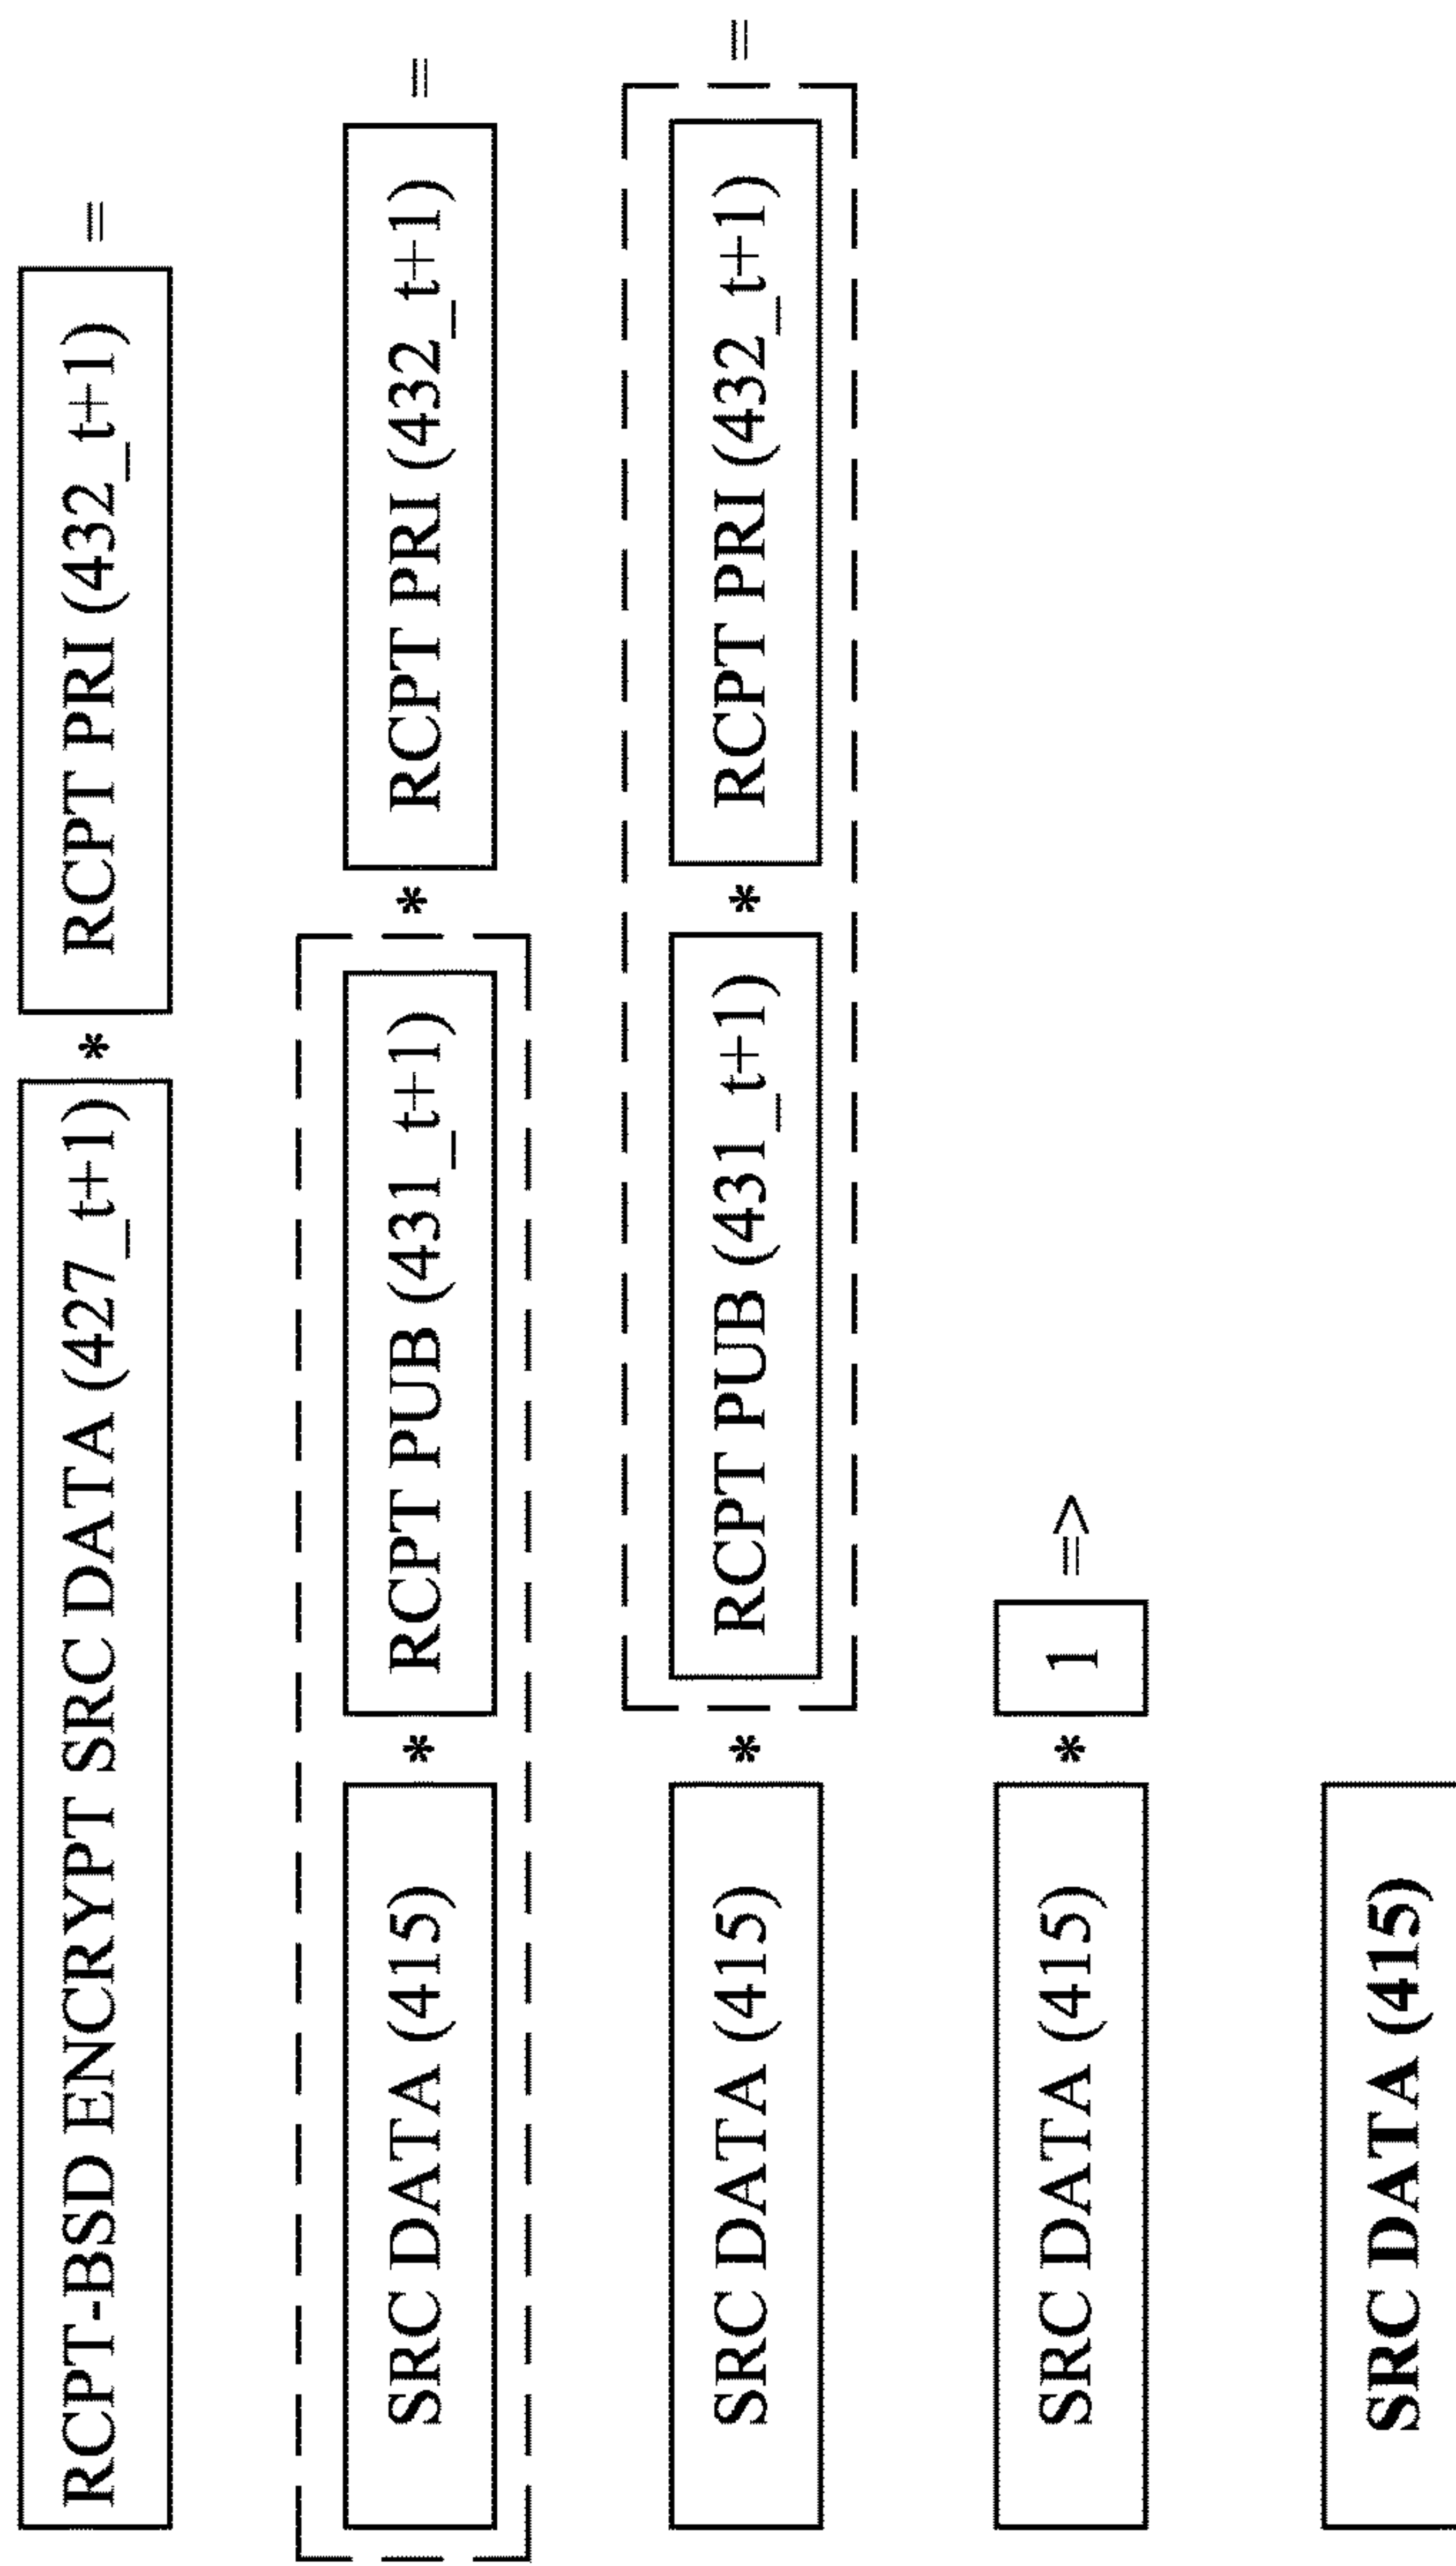 RCPT-BSD ENCRYPT SRC DATA (427_t+1) * RCPT PRI (432_t+1) =
SRC DATA (415) * RCPT PUB (431_t+1) * RCPT PRI (432_t+1) =
SRC DATA (415) * RCPT PUB (431_t+1) * RCPT PRI (432_t+1) =
SRC DATA (415) * 1 =>
SRC DATA (415)